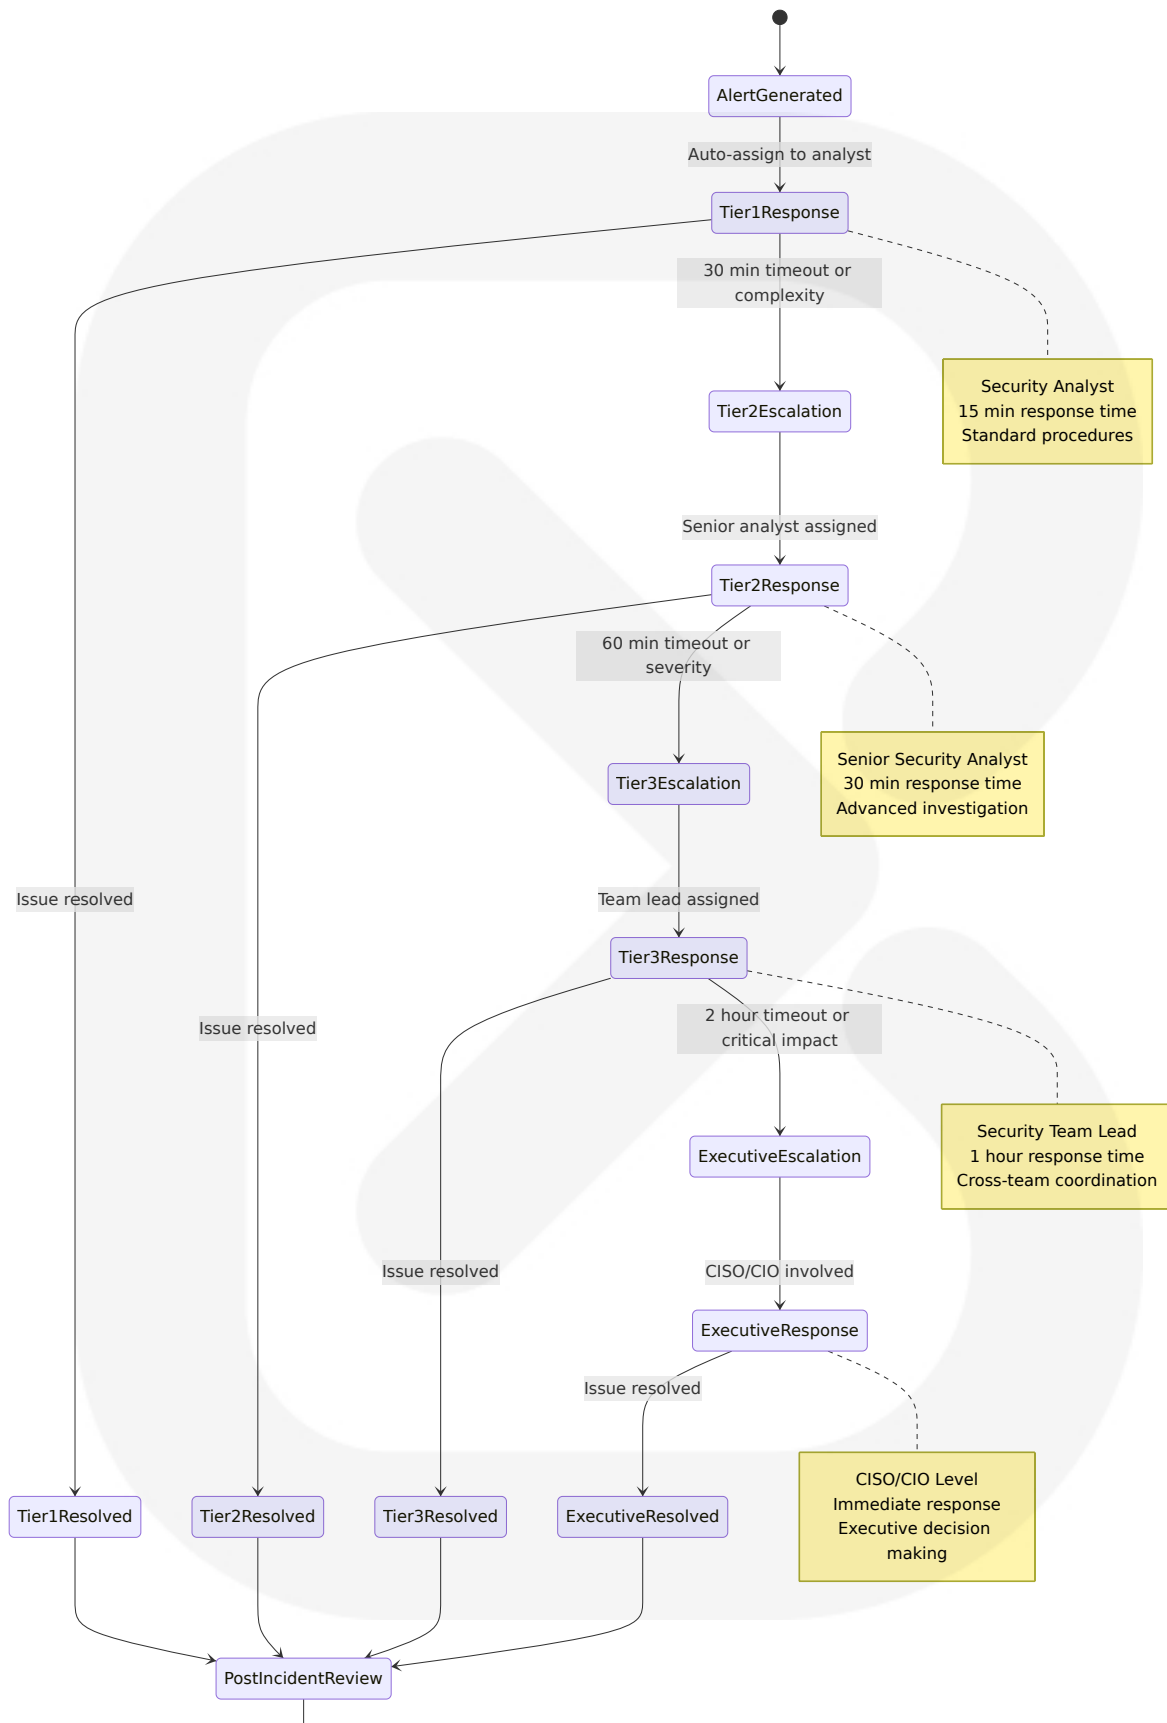 AlertGenerated
Auto-assign to analyst
Tier1Response
30 min timeout or
complexity
Security Analyst
15 min response time
Standard procedures
Tier2Escalation
Senior analyst assigned
Tier2Response
60 min timeout or
severity
Senior Security Analyst
30 min response time
Advanced investigation
Tier3Escalation
Issue resolved
Team lead assigned
Tier3Response
Issue resolved
2 hour timeout or
critical impact
Security Team Lead
1 hour response time
Cross-team coordination
ExecutiveEscalation
Issue resolved
CISO/CIO involved
ExecutiveResponse
Issue resolved
CISO/CIO Level
Immediate response
Executive decision
making
Tier1Resolved
Tier2Resolved
Tier3Resolved
ExecutiveResolved
PostIncidentReview